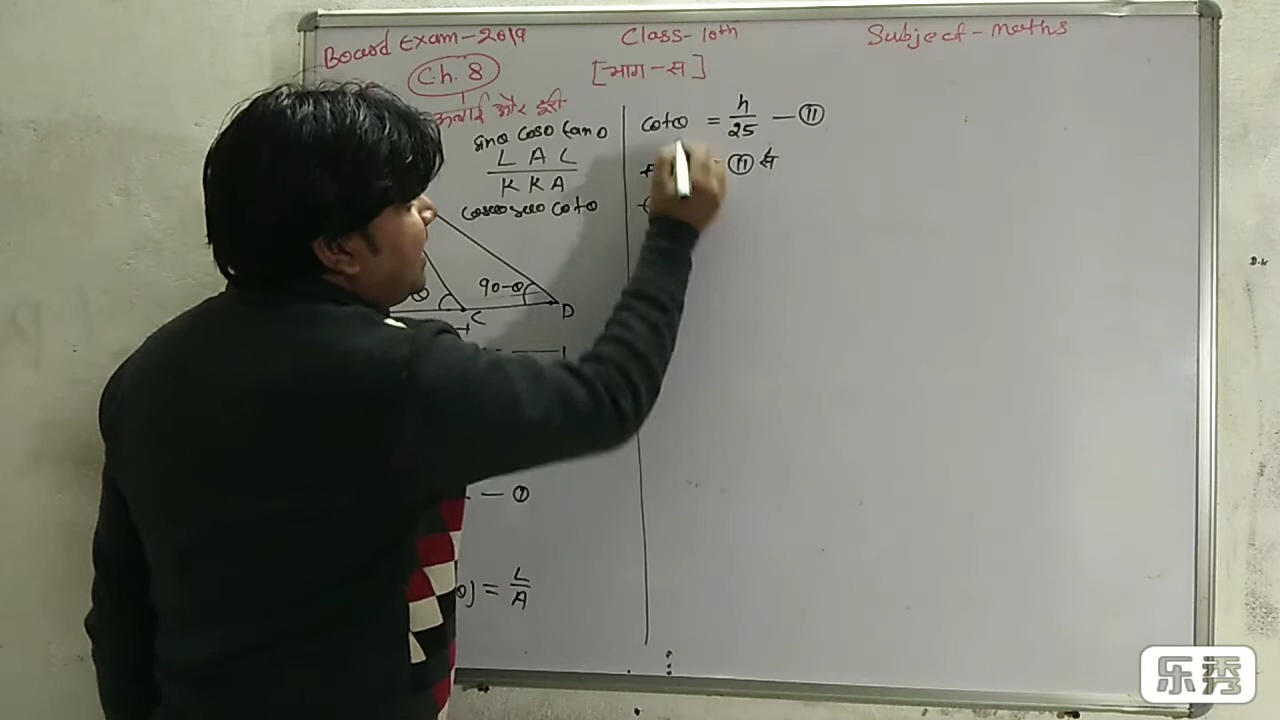 Board Exam-2019
Class-10th
Subject-Maths
Ch. 8
[भाग-स]
ऊंचाई और दूरी
sinθ cosθ tanθ
L A L
K K A
cosecθ secθ cotθ
90-θ
θ
C
D
cotθ = h/25 — (11)
(11) से
— (1)
θ) = L/A
乐秀